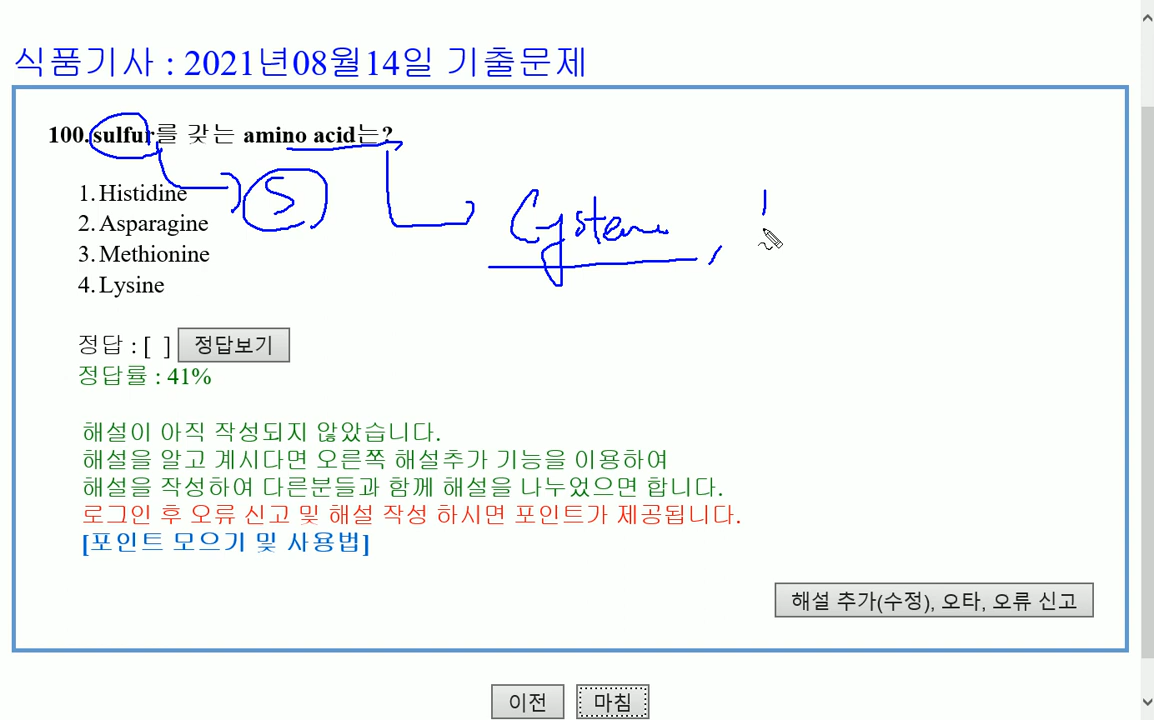 식품기사 : 2021년08월14일 기출문제
100. sulfur를 갖는 amino acid는?
1. Histidine
S
2. Asparagine
3. Methionine
4. Lysine
정답 : [ ] 정답보기
정답률 : 41%
해설이 아직 작성되지 않았습니다.
해설을 알고 계시다면 오른쪽 해설추가 기능을 이용하여
해설을 작성하여 다른분들과 함께 해설을 나누었으면 합니다.
로그인 후 오류 신고 및 해설 작성 하시면 포인트가 제공됩니다.
[포인트 모으기 및 사용법]
해설 추가(수정), 오타, 오류 신고
이전 마침